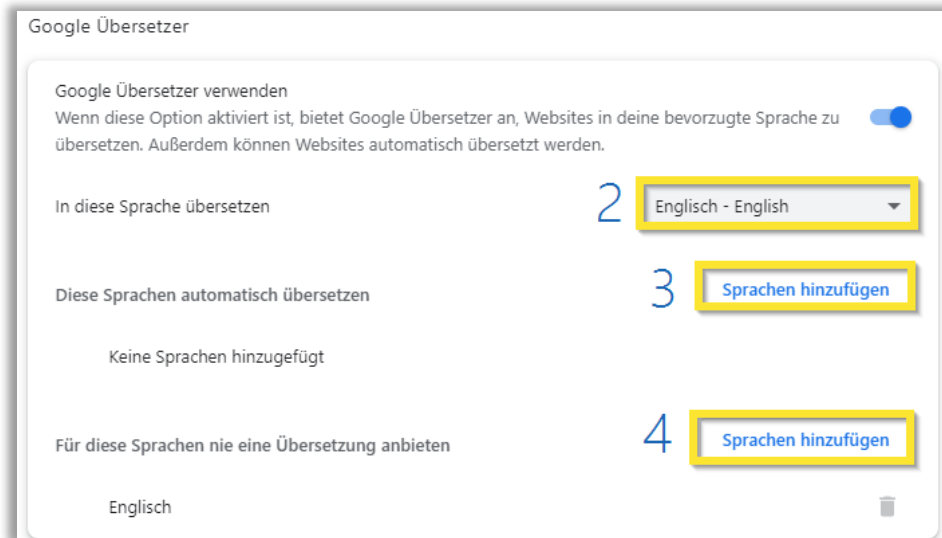 Google Übersetzer
Google Übersetzer verwenden
Wenn diese Option aktiviert ist, bietet Google Übersetzer an, Websites in deine bevorzugte Sprache zu
übersetzen. Außerdem können Websites automatisch übersetzt werden.
In diese Sprache übersetzen 2 Englisch - English
Diese Sprachen automatisch übersetzen 3 Sprachen hinzufügen
Keine Sprachen hinzugefügt
Für diese Sprachen nie eine Übersetzung anbieten 4 Sprachen hinzufügen
Englisch